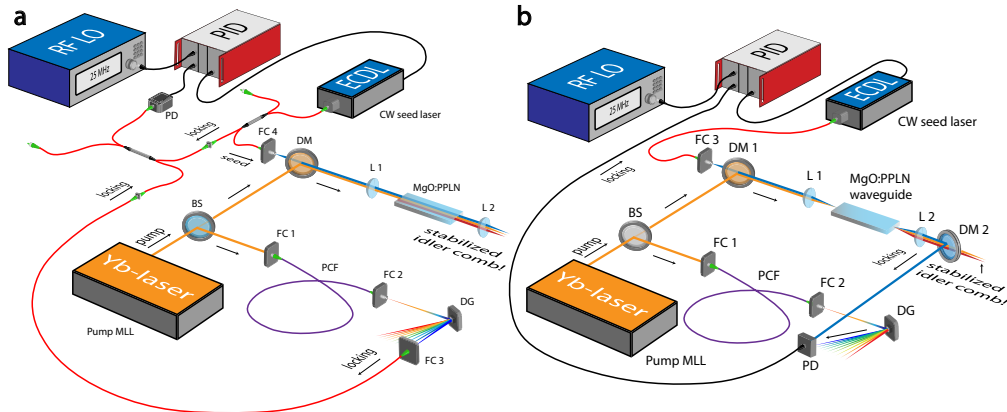 a
RF LO
25 MHz
PID
PD
ECDL
CW seed laser
locking
FC 4
seed
DM
L 1
MgO:PPLN
L 2
stabilized
idler comb!
locking
BS
pump
FC 1
Yb-laser
Pump MLL
PCF
FC 2
DG
FC 3
locking
b
RF LO
25 MHz
PID
ECDL
CW seed laser
locking
FC 3
DM 1
L 1
MgO:PPLN
waveguide
L 2
DM 2
locking
stabilized
idler comb!
BS
pump
FC 1
Yb-laser
Pump MLL
PCF
FC 2
DG
PD